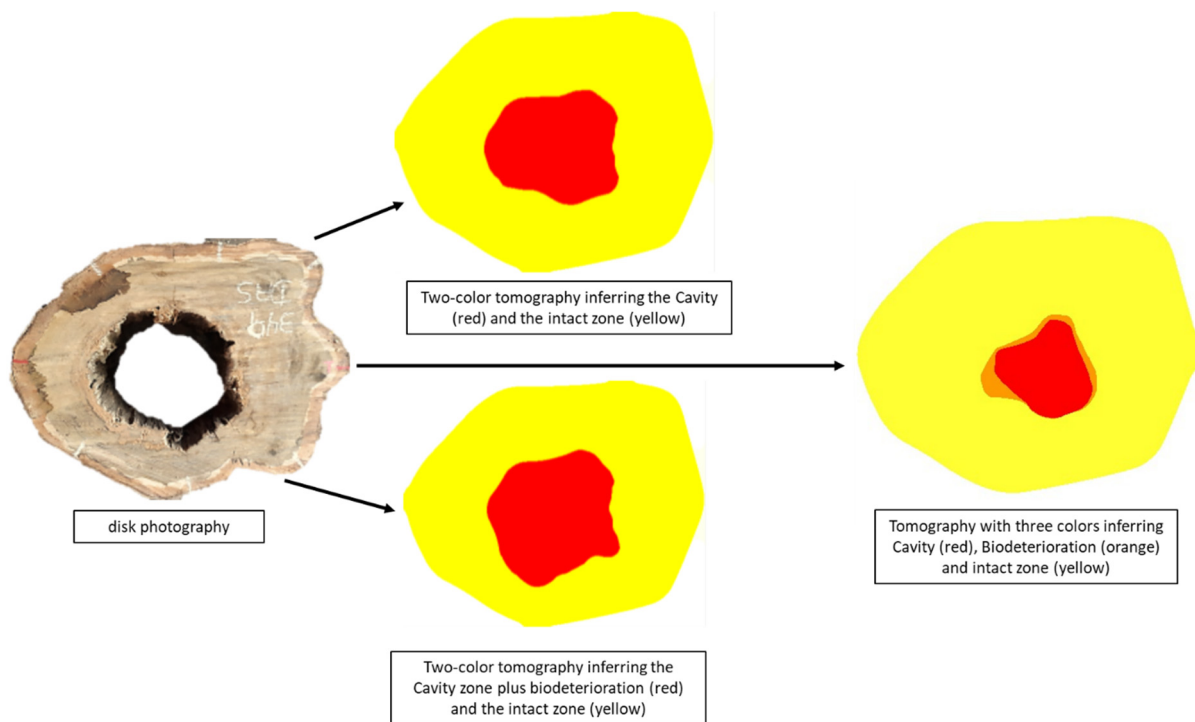 Two-color tomography inferring the Cavity
(red) and the intact zone (yellow)
349
D75
disk photography
Tomography with three colors inferring
Cavity (red), Biodeterioration (orange)
and intact zone (yellow)
Two-color tomography inferring the
Cavity zone plus biodeterioration (red)
and the intact zone (yellow)